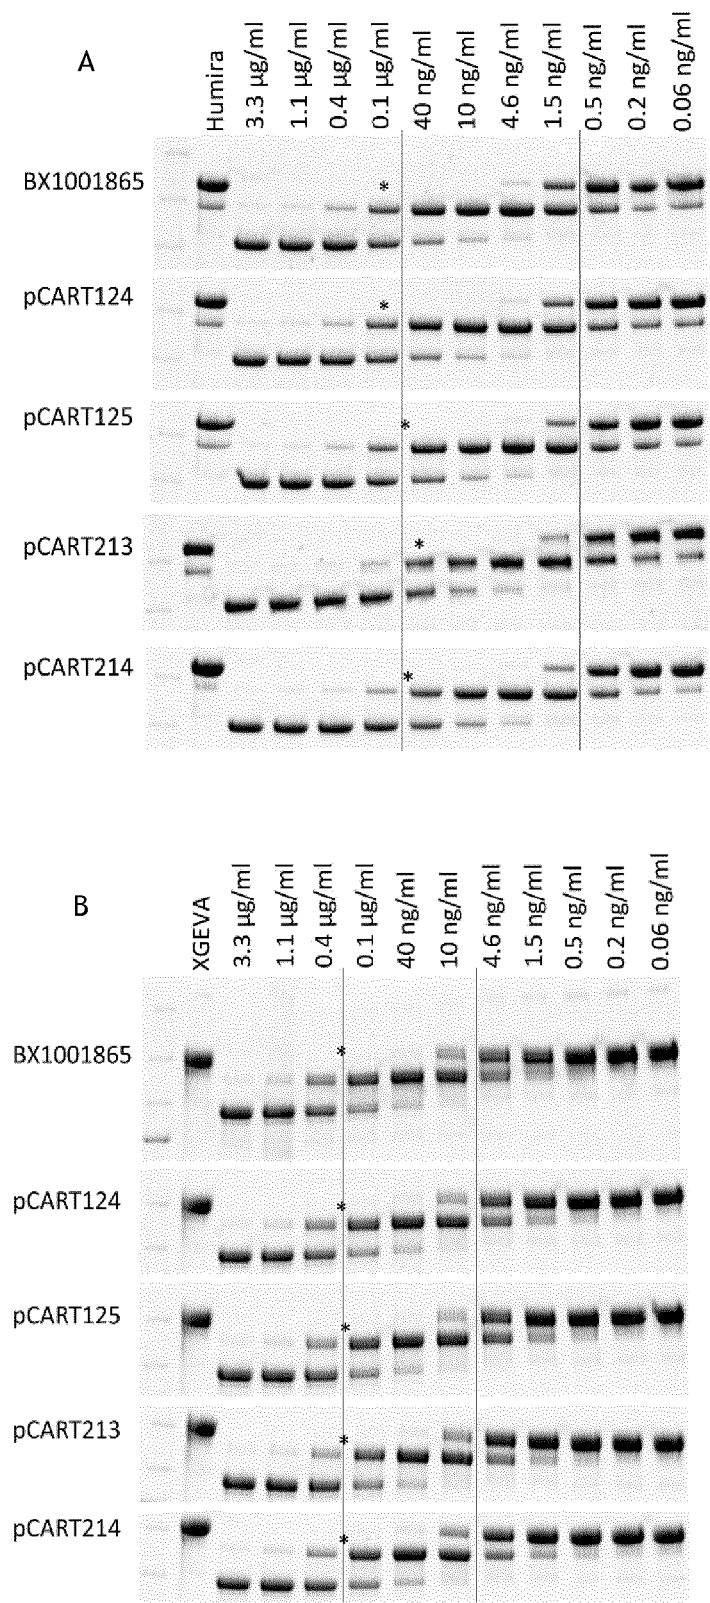 A
Humira
3.3 µg/ml
1.1 µg/ml
0.4 µg/ml
0.1 µg/ml
40 ng/ml
10 ng/ml
4.6 ng/ml
1.5 ng/ml
0.5 ng/ml
0.2 ng/ml
0.06 ng/ml
BX1001865 *
pCART124 *
pCART125 *
pCART213 *
pCART214 *
B
XGEVA
3.3 µg/ml
1.1 µg/ml
0.4 µg/ml
0.1 µg/ml
40 ng/ml
10 ng/ml
4.6 ng/ml
1.5 ng/ml
0.5 ng/ml
0.2 ng/ml
0.06 ng/ml
BX1001865 *
pCART124 *
pCART125 *
pCART213 *
pCART214 *